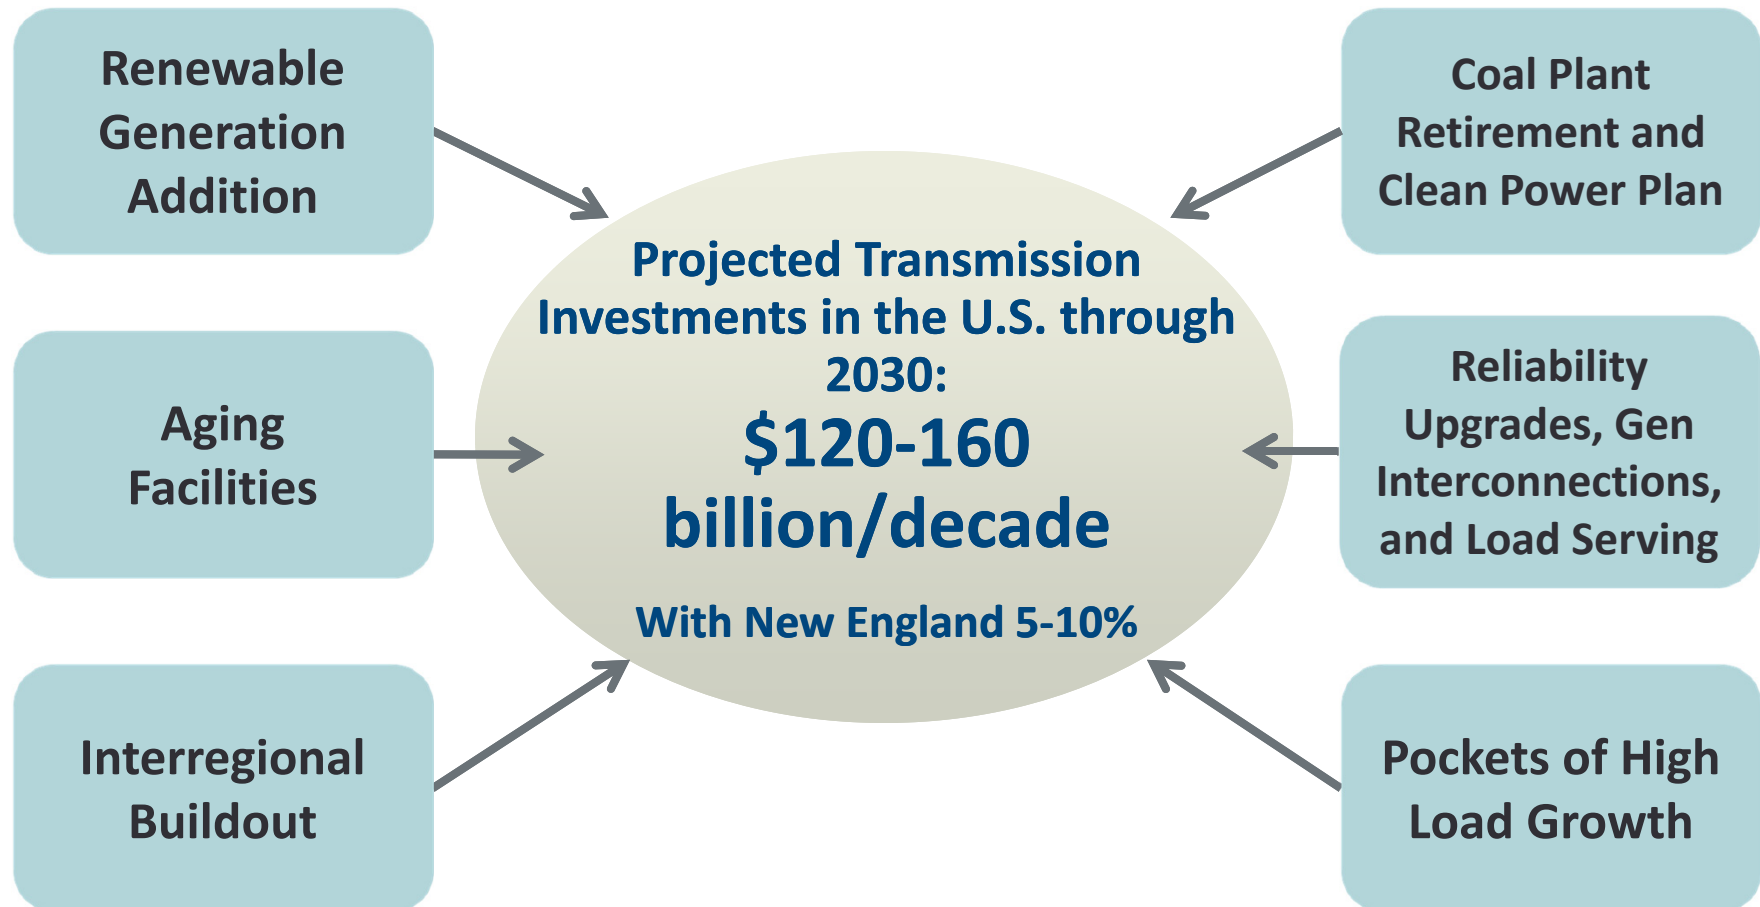 Renewable
Generation
Addition
Coal Plant
Retirement and
Clean Power Plan
Projected Transmission
Investments in the U.S. through
2030:
$120-160
billion/decade
With New England 5-10%
Aging
Facilities
Reliability
Upgrades, Gen
Interconnections,
and Load Serving
Interregional
Buildout
Pockets of High
Load Growth